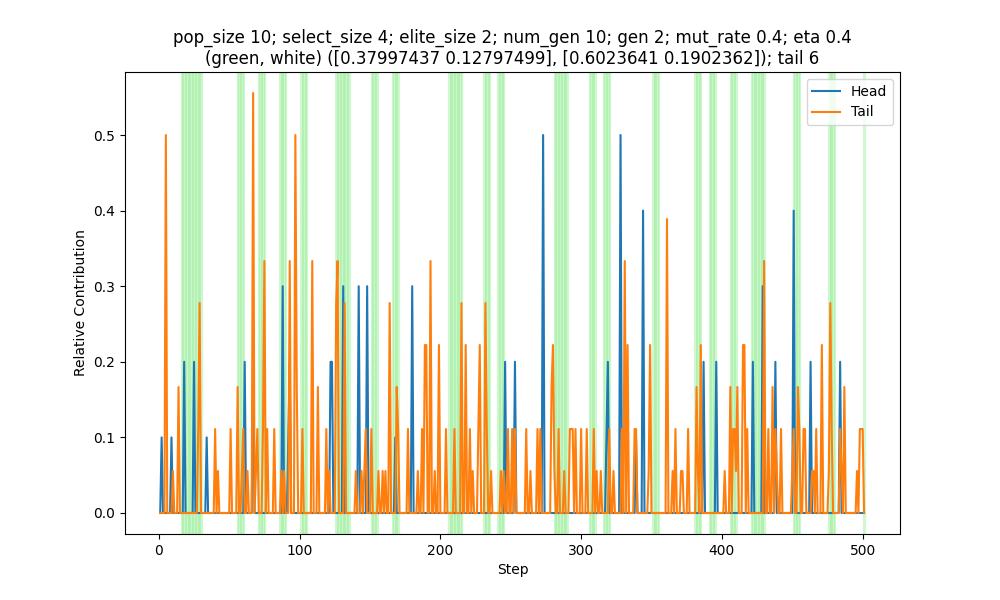 pop_size 10; select_size 4; elite_size 2; num_gen 10; gen 2; mut_rate 0.4; eta 0.4
(green, white) ([0.37997437 0.12797499], [0.6023641 0.1902362]); tail 6
Head
Tail
0.5
0.4
0.3
0.2
0.1
0.0
Relative Contribution
0
100
200
300
400
500
Step